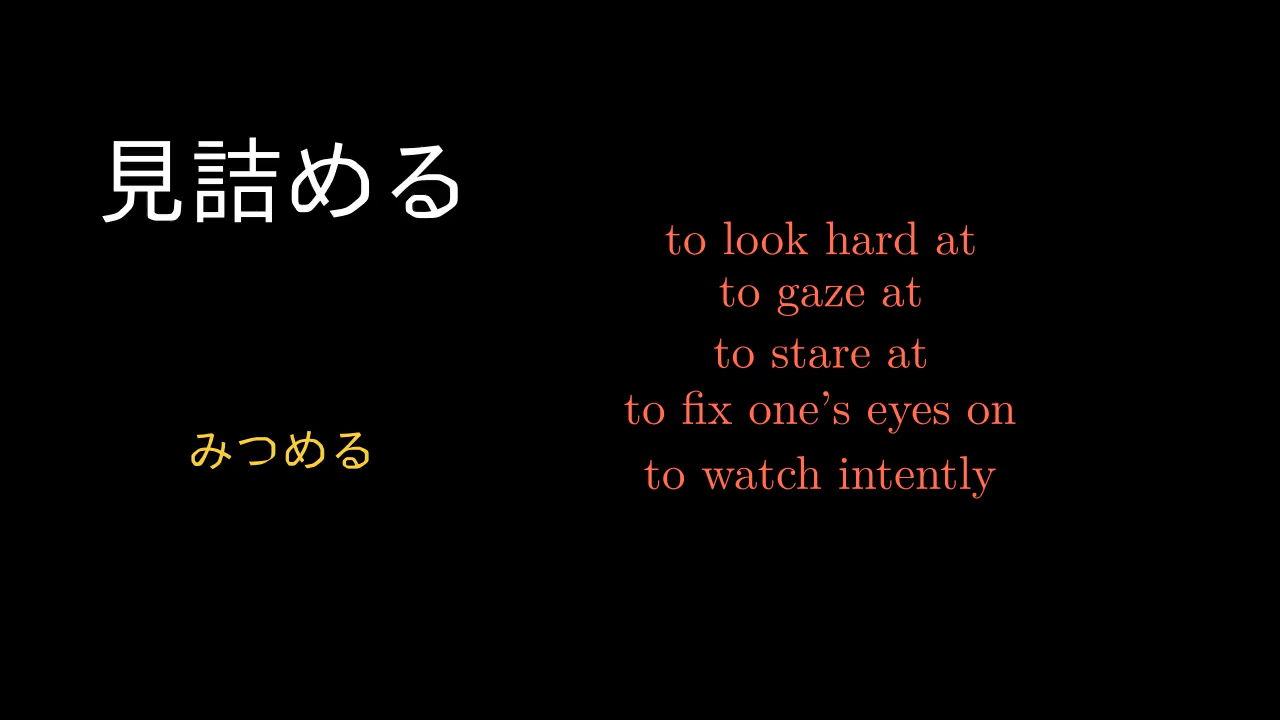 見詰める
みつめる
to look hard at
to gaze at
to stare at
to fix one's eyes on
to watch intently